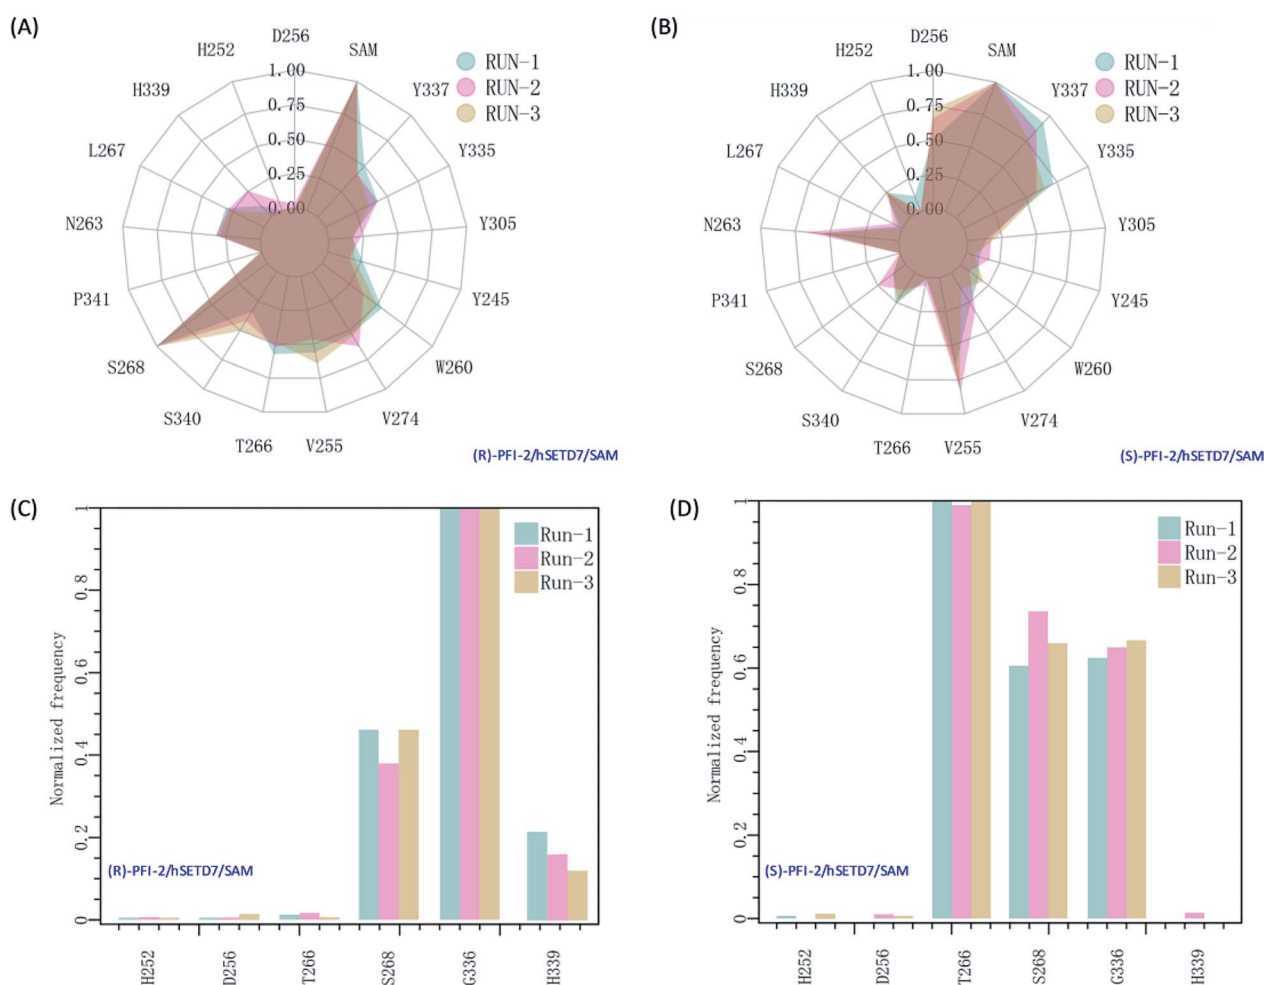 (A)
D256
SAM
Y337
Y335
Y305
Y245
W260
V274
V255
T266
S340
S268
P341
N263
L267
H339
H252
1.00
0.75
0.50
0.25
0.00
RUN-1
RUN-2
RUN-3
(R)-PFI-2/hSETD7/SAM
(B)
D256
SAM
Y337
Y335
Y305
Y245
W260
V274
V255
T266
S340
S268
P341
N263
L267
H339
H252
1.00
0.75
0.50
0.25
0.00
RUN-1
RUN-2
RUN-3
(S)-PFI-2/hSETD7/SAM
(C)
Normalized frequency
1
0.8
0.6
0.4
0.2
0
Run-1
Run-2
Run-3
(R)-PFI-2/hSETD7/SAM
H252
D256
T266
S268
G336
H339
(D)
Normalized frequency
1
0.8
0.6
0.4
0.2
0
Run-1
Run-2
Run-3
(S)-PFI-2/hSETD7/SAM
H252
D256
T266
S268
G336
H339